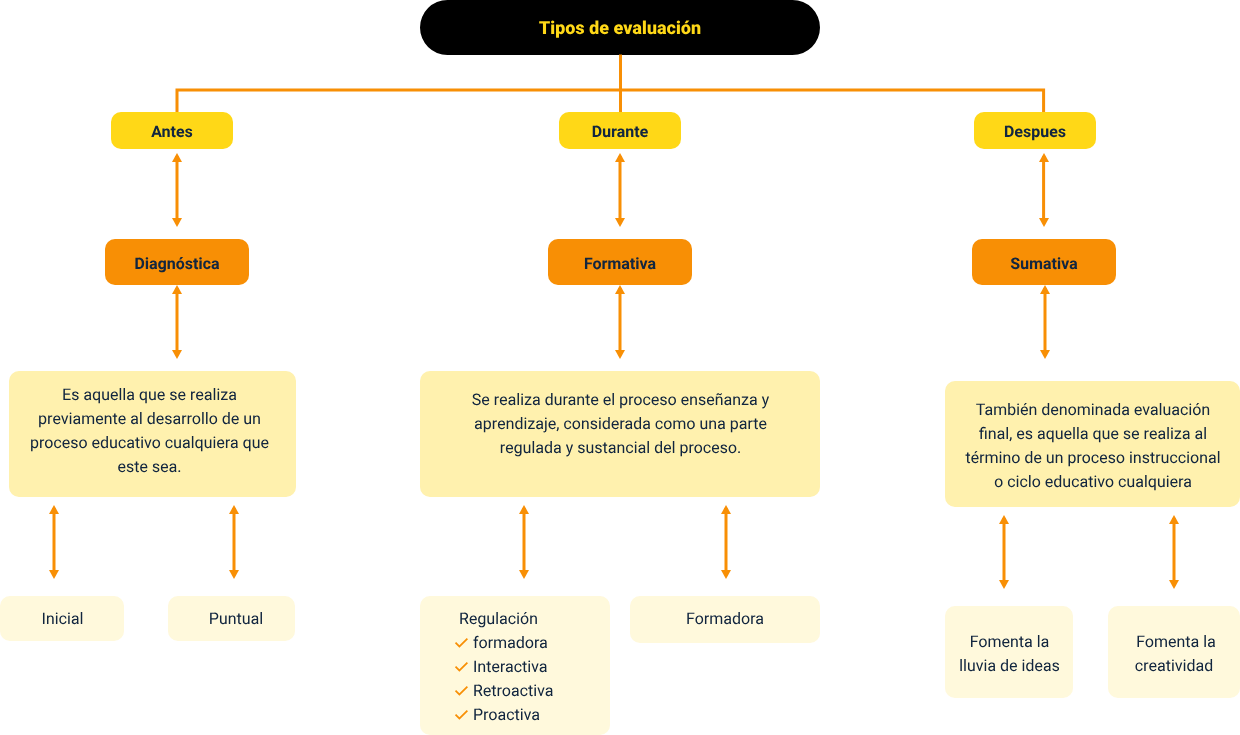 Tipos de evaluación
Antes
Durante
Despues
Diagnóstica
Formativa
Sumativa
Es aquella que se realiza
previamente al desarrollo de un
proceso educativo cualquiera que
este sea.
Se realiza durante el proceso enseñanza y
aprendizaje, considerada como una parte
regulada y sustancial del proceso.
También denominada evaluación
final, es aquella que se realiza al
término de un proceso instruccional
o ciclo educativo cualquiera
Inicial
Puntual
Regulación
formadora
Interactiva
Retroactiva
Proactiva
Formadora
Fomenta la
lluvia de ideas
Fomenta la
creatividad